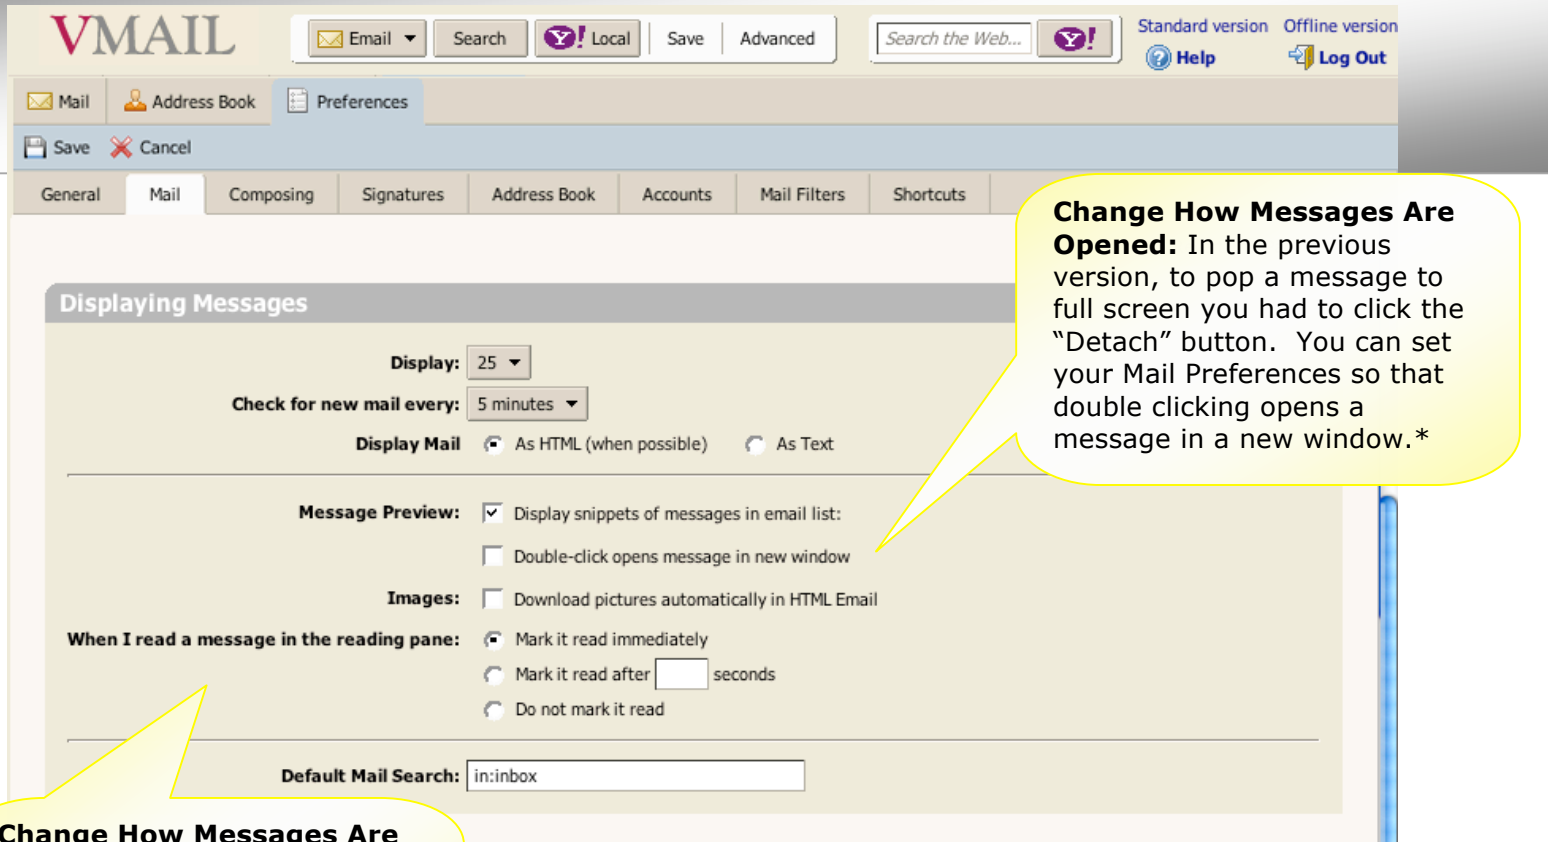 VMAIL
Email Search Y! Local Save Advanced
Search the Web... Y!
Standard version Offline version
Help Log Out
Mail Address Book Preferences
Save Cancel
General Mail Composing Signatures Address Book Accounts Mail Filters Shortcuts
Displaying Messages
Display: 25
Check for new mail every: 5 minutes
Display Mail As HTML (when possible) As Text
Message Preview: Display snippets of messages in email list:
Double-click opens message in new window
Images: Download pictures automatically in HTML Email
When I read a message in the reading pane: Mark it read immediately
Mark it read after seconds
Do not mark it read
Default Mail Search: in:inbox
Change How Messages Are
Opened: In the previous
version, to pop a message to
full screen you had to click the
“Detach” button.  You can set
your Mail Preferences so that
double clicking opens a
message in a new window.*
Change How Messages Are